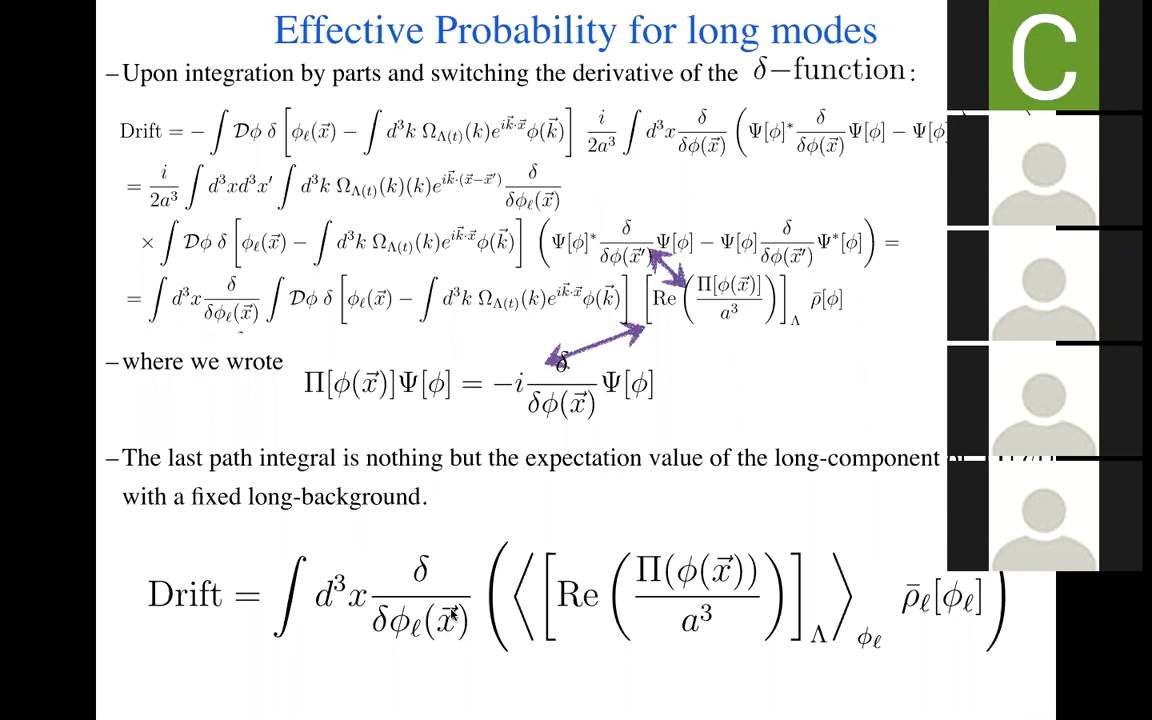 Effective Probability for long modes
–Upon integration by parts and switching the derivative of the δ−function:
Drift = − ∫ 𝒟φ δ [φ_ℓ(x⃗) − ∫ d³k Ω_Λ(t)(k)e^{ik⃗·x⃗}φ(k⃗)] i/2a³ ∫ d³x δ/δφ(x⃗) (Ψ[φ]* δ/δφ(x⃗) Ψ[φ] − Ψ[φ]
= i/2a³ ∫ d³xd³x′ ∫ d³k Ω_Λ(t)(k)(k)e^{ik⃗·(x⃗−x⃗′)} δ/δφ_ℓ(x⃗)
× ∫ 𝒟φ δ [φ_ℓ(x⃗) − ∫ d³k Ω_Λ(t)(k)e^{ik⃗·x⃗}φ(k⃗)] (Ψ[φ]* δ/δφ(x⃗′) Ψ[φ] − Ψ[φ] δ/δφ(x⃗′) Ψ*[φ]) =
= ∫ d³x δ/δφ_ℓ(x⃗) ∫ 𝒟φ δ [φ_ℓ(x⃗) − ∫ d³k Ω_Λ(t)(k)e^{ik⃗·x⃗}φ(k⃗)] [Re (Π[φ(x⃗)]/a³)]_Λ ρ̄[φ]
–where we wrote
Π[φ(x⃗)]Ψ[φ] = −i δ/δφ(x⃗) Ψ[φ]
–The last path integral is nothing but the expectation value of the long-component
with a fixed long-background.
Drift = ∫ d³x δ/δφ_ℓ(x⃗) (⟨[Re (Π(φ(x⃗))/a³)]_Λ⟩_{φ_ℓ} ρ̄_ℓ[φ_ℓ])
C